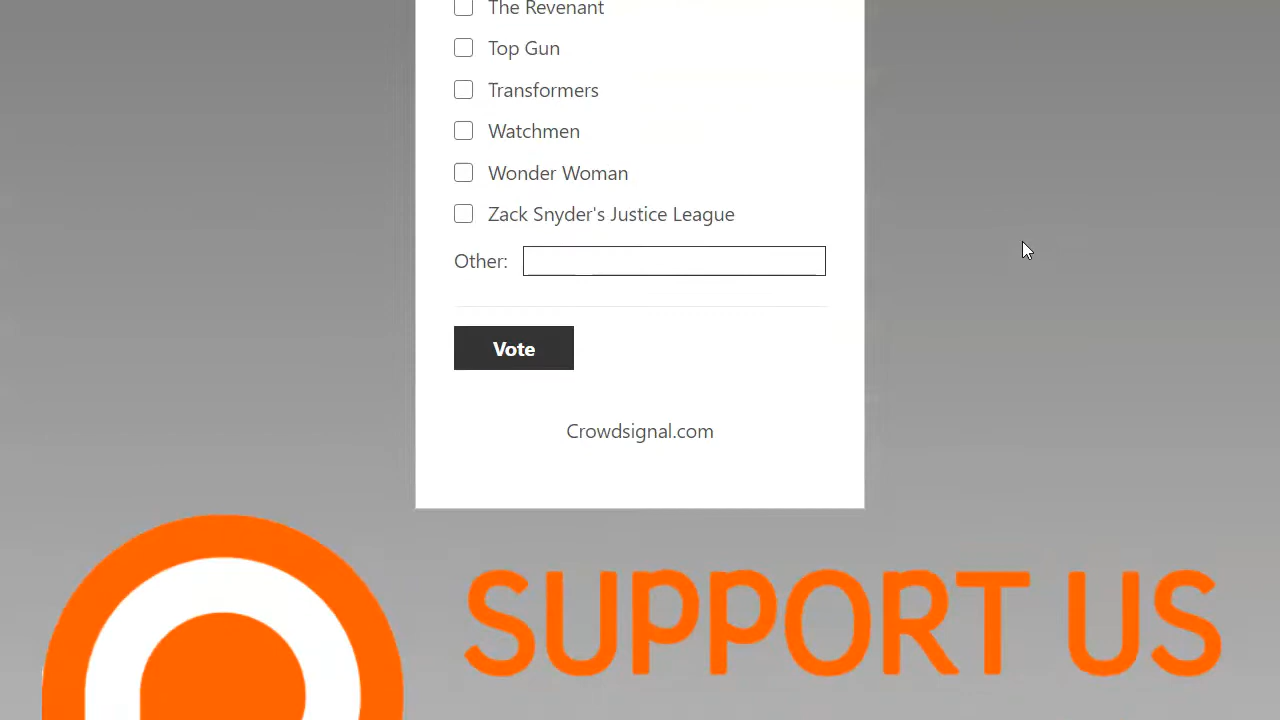 The Revenant
Top Gun
Transformers
Watchmen
Wonder Woman
Zack Snyder's Justice League
Other:
Vote
Crowdsignal.com
SUPPORT US